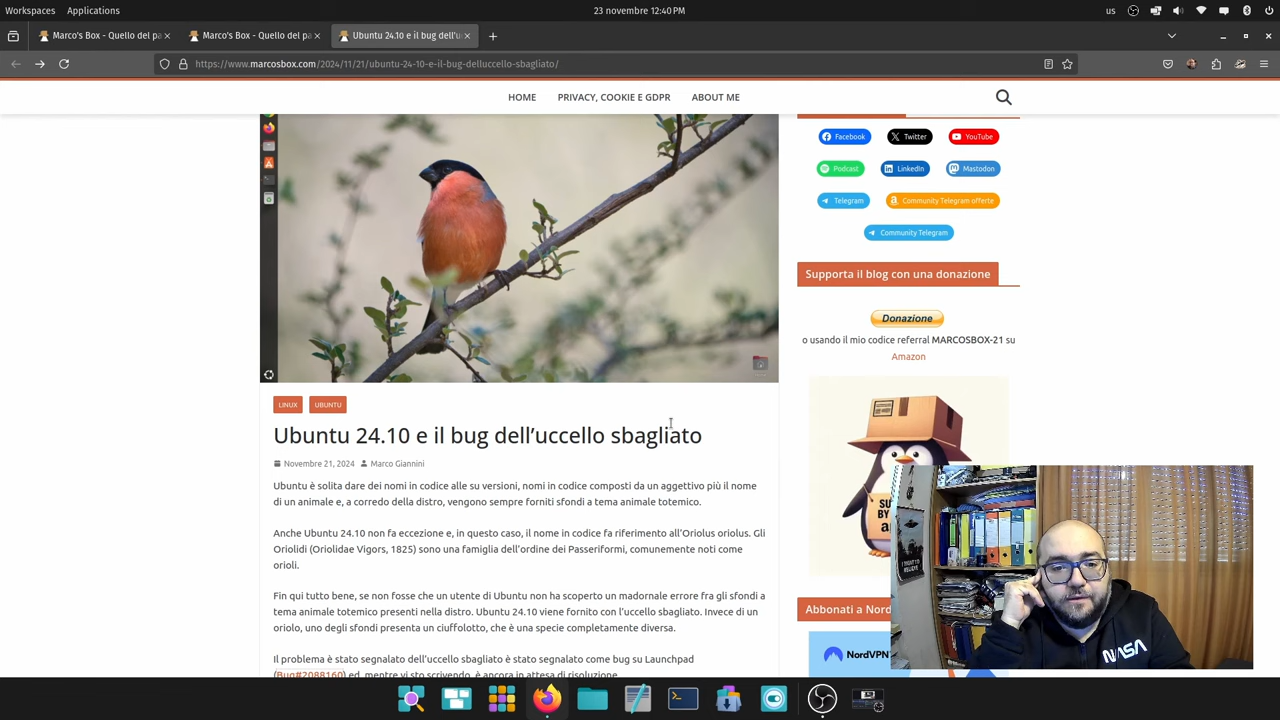 Workspaces Applications 23 novembre 12:40 PM us
Marco's Box - Quello del pa Marco's Box - Quello del pa Ubuntu 24.10 e il bug dell'u
https://www.marcosbox.com/2024/11/21/ubuntu-24-10-e-il-bug-delluccello-sbagliato/
HOME PRIVACY, COOKIE E GDPR ABOUT ME
Facebook Twitter YouTube
Podcast LinkedIn Mastodon
Telegram Community Telegram offerte
Community Telegram
Supporta il blog con una donazione
Donazione
o usando il mio codice referral MARCOSBOX-21 su
Amazon
LINUX UBUNTU
Ubuntu 24.10 e il bug dell’uccello sbagliato
Novembre 21, 2024 Marco Giannini
Ubuntu è solita dare dei nomi in codice alle su versioni, nomi in codice composti da un aggettivo più il nome
di un animale e, a corredo della distro, vengono sempre forniti sfondi a tema animale totemico.
Anche Ubuntu 24.10 non fa eccezione e, in questo caso, il nome in codice fa riferimento all’Oriolus oriolus. Gli
Oriolidi (Oriolidae Vigors, 1825) sono una famiglia dell’ordine dei Passeriformi, comunemente noti come
orioli.
Fin qui tutto bene, se non fosse che un utente di Ubuntu non ha scoperto un madornale errore fra gli sfondi a
tema animale totemico presenti nella distro. Ubuntu 24.10 viene fornito con l’uccello sbagliato. Invece di un
oriolo, uno degli sfondi presenta un ciuffolotto, che è una specie completamente diversa.
Il problema è stato segnalato dell’uccello sbagliato è stato segnalato come bug su Launchpad
(Bug#2088160) ed, mentre vi sto scrivendo, è ancora in attesa di risoluzione.
SU
BY
Abbonati a Nord
NordVPN
I WANT TO BELIEVE
NASA